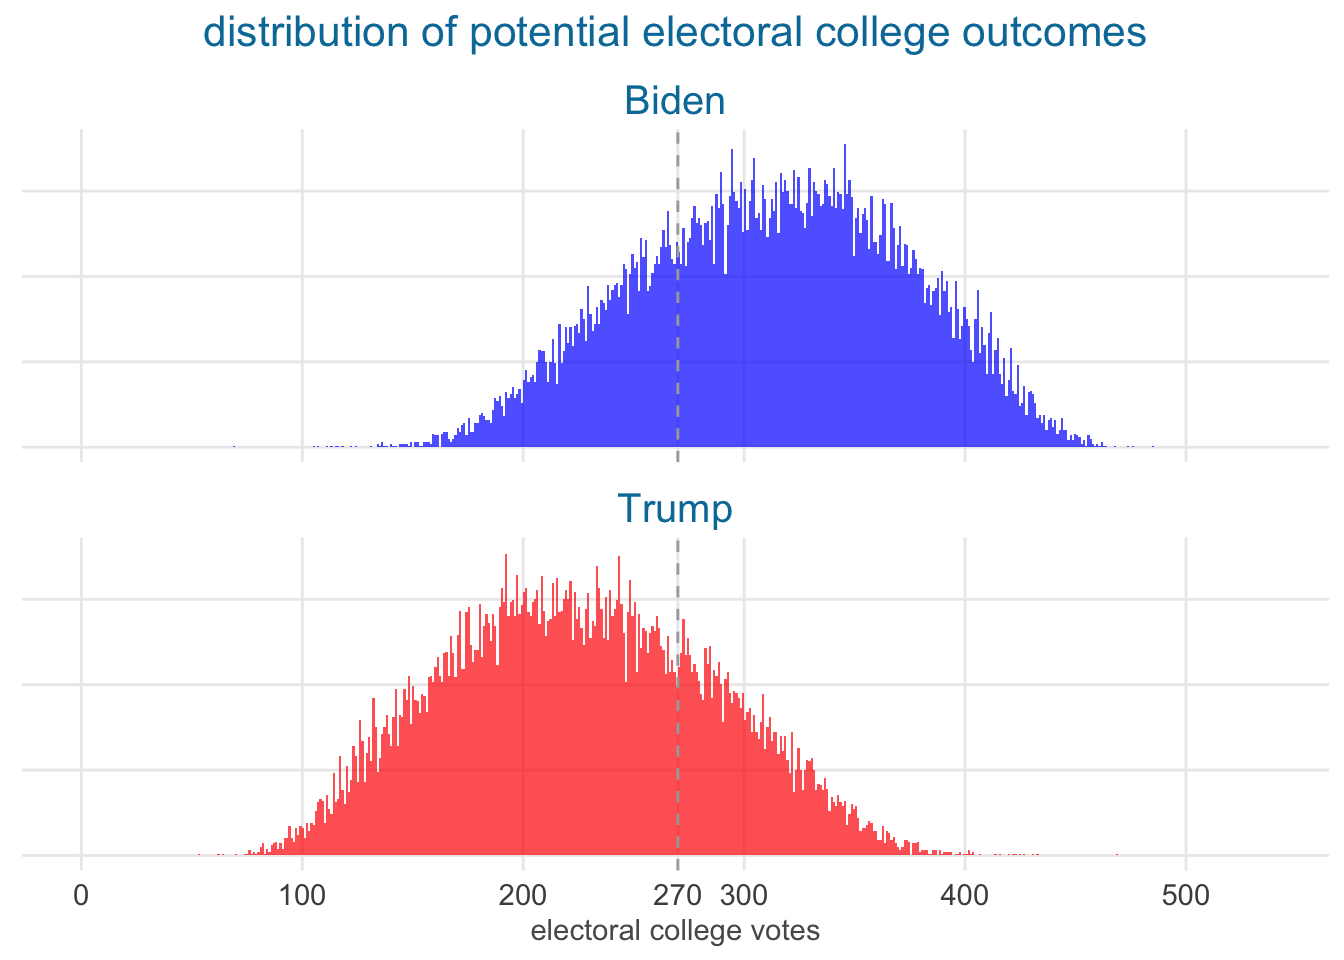 distribution of potential electoral college outcomes
Biden
Trump
0 100 200 270 300 400 500
electoral college votes